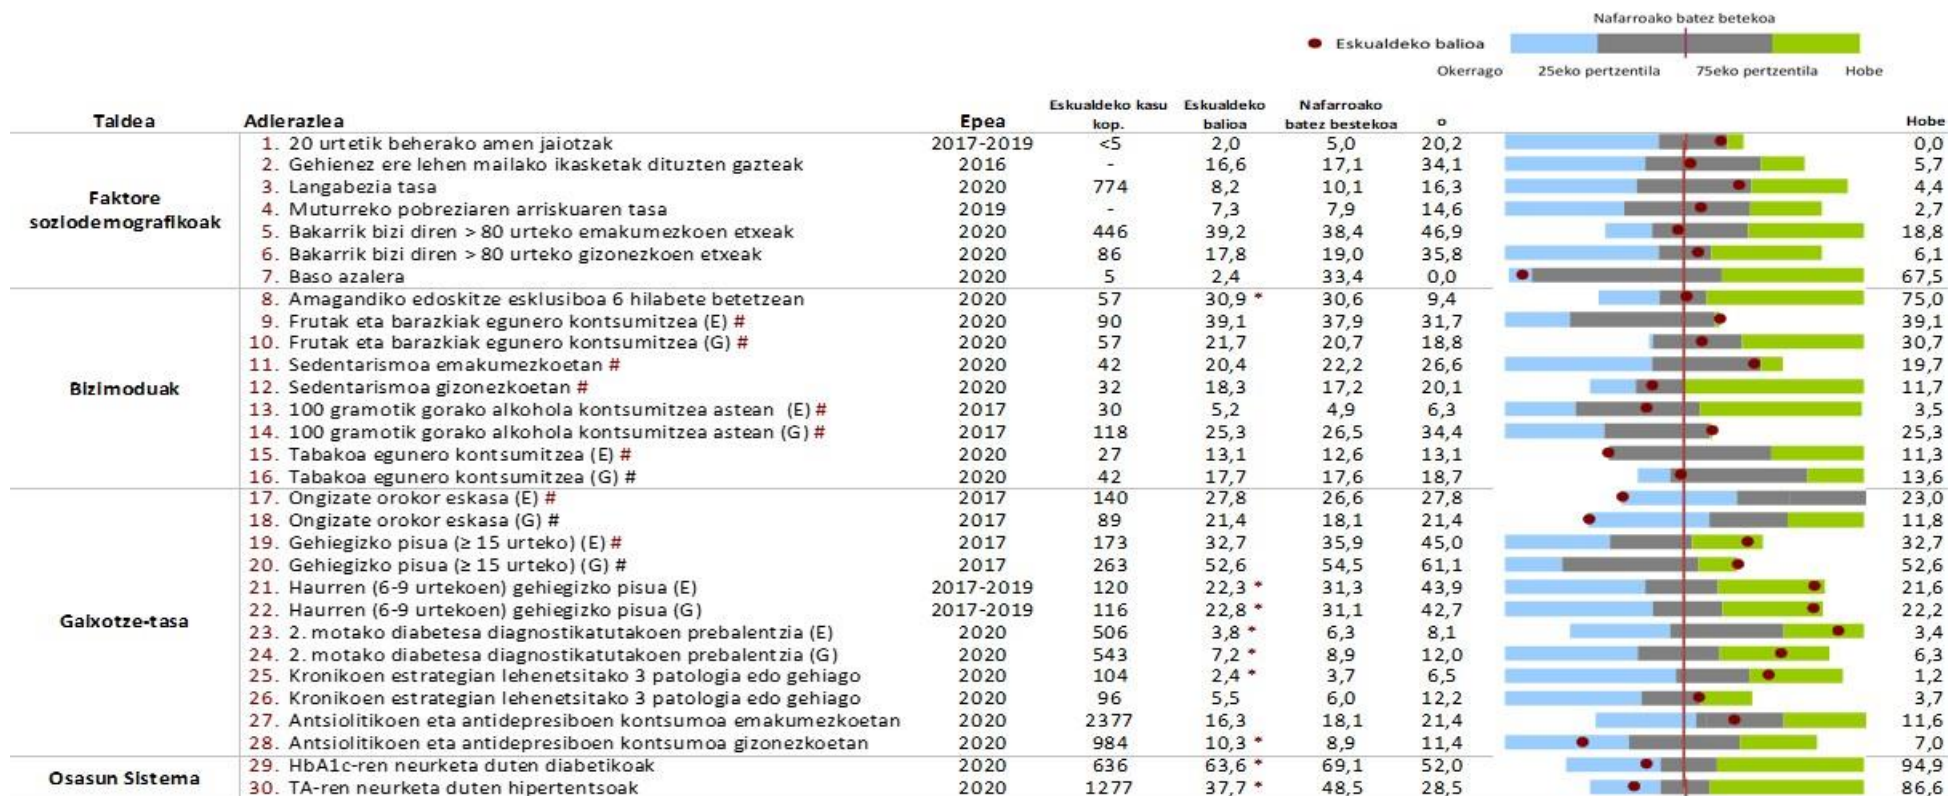 Nafarroako batez betekoa
Eskualdeko balioa
Okerrago 25eko pertzentila 75eko pertzentila Hobe
Taldea Adlerazlea Epea Eskualdeko kasu kop. Eskualdeko balioa Nafarroako batez bestekoa o Hobe
Faktore soziodemografikoak
1. 20 urtetik beherako amen jaiotzak 2017-2019 <5 2,0 5,0 20,2 0,0
2. Gehienez ere lehen mailako ikasketak dituzten gazteak 2016 - 16,6 17,1 34,1 5,7
3. Langabezia tasa 2020 774 8,2 10,1 16,3 4,4
4. Muturreko pobreziaren arriskuaren tasa 2019 - 7,3 7,9 14,6 2,7
5. Bakarrik bizi diren > 80 urteko emakumezkoen etxeak 2020 446 39,2 38,4 46,9 18,8
6. Bakarrik bizi diren > 80 urteko gizonezkoen etxeak 2020 86 17,8 19,0 35,8 6,1
7. Baso azalera 2020 5 2,4 33,4 0,0 67,5
Bizimoduak
8. Amagandiko edoskitze esklusiboa 6 hilabete betetzean 2020 57 30,9 * 30,6 9,4 75,0
9. Frutak eta barazkiak egunero kontsumitzea (E) # 2020 90 39,1 37,9 31,7 39,1
10. Frutak eta barazkiak egunero kontsumitzea (G) # 2020 57 21,7 20,7 18,8 30,7
11. Sedentarismoa emakumezkoetan # 2020 42 20,4 22,2 26,6 19,7
12. Sedentarismoa gizonezkoetan # 2020 32 18,3 17,2 20,1 11,7
13. 100 gramotik gorako alkohola kontsumitzea astean (E) # 2017 30 5,2 4,9 6,3 3,5
14. 100 gramotik gorako alkohola kontsumitzea astean (G) # 2017 118 25,3 26,5 34,4 25,3
15. Tabakoa egunero kontsumitzea (E) # 2020 27 13,1 12,6 13,1 11,3
16. Tabakoa egunero kontsumitzea (G) # 2020 42 17,7 17,6 18,7 13,6
Galxotze-tasa
17. Ongizate orokor eskasa (E) # 2017 140 27,8 26,6 27,8 23,0
18. Ongizate orokor eskasa (G) # 2017 89 21,4 18,1 21,4 11,8
19. Gehiegizko pisua (≥ 15 urteko) (E) # 2017 173 32,7 35,9 45,0 32,7
20. Gehiegizko pisua (≥ 15 urteko) (G) # 2017 263 52,6 54,5 61,1 52,6
21. Haurren (6-9 urtekoen) gehiegizko pisua (E) 2017-2019 120 22,3 * 31,3 43,9 21,6
22. Haurren (6-9 urtekoen) gehiegizko pisua (G) 2017-2019 116 22,8 * 31,1 42,7 22,2
23. 2. motako diabetesa diagnostikatutakoen prebalentzia (E) 2020 506 3,8 * 6,3 8,1 3,4
24. 2. motako diabetesa diagnostikatutakoen prebalentzia (G) 2020 543 7,2 * 8,9 12,0 6,3
25. Kronikoen estrategian lehenetsitako 3 patologia edo gehiago 2020 104 2,4 * 3,7 6,5 1,2
26. Kronikoen estrategian lehenetsitako 3 patologia edo gehiago 2020 96 5,5 6,0 12,2 3,7
27. Antsiolitikoen eta antidepresiboen kontsumoa emakumezkoetan 2020 2377 16,3 18,1 21,4 11,6
28. Antsiolitikoen eta antidepresiboen kontsumoa gizonezkoetan 2020 984 10,3 * 8,9 11,4 7,0
Osasun Sistema
29. HbA1c-ren neurketa duten diabetikoak 2020 636 63,6 * 69,1 52,0 94,9
30. TA-ren neurketa duten hipertentsoak 2020 1277 37,7 * 48,5 28,5 86,6